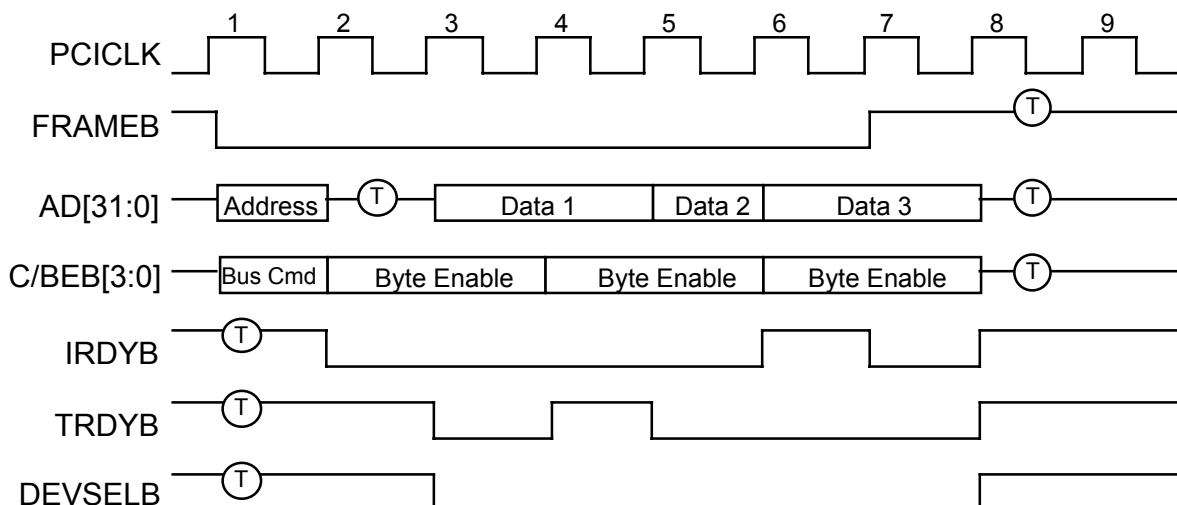 1 2 3 4 5 6 7 8 9
PCICLK
FRAMEB T
AD[31:0] Address T Data 1 Data 2 Data 3 T
C/BEB[3:0] Bus Cmd Byte Enable Byte Enable Byte Enable T
IRDYB T
TRDYB T
DEVSELB T